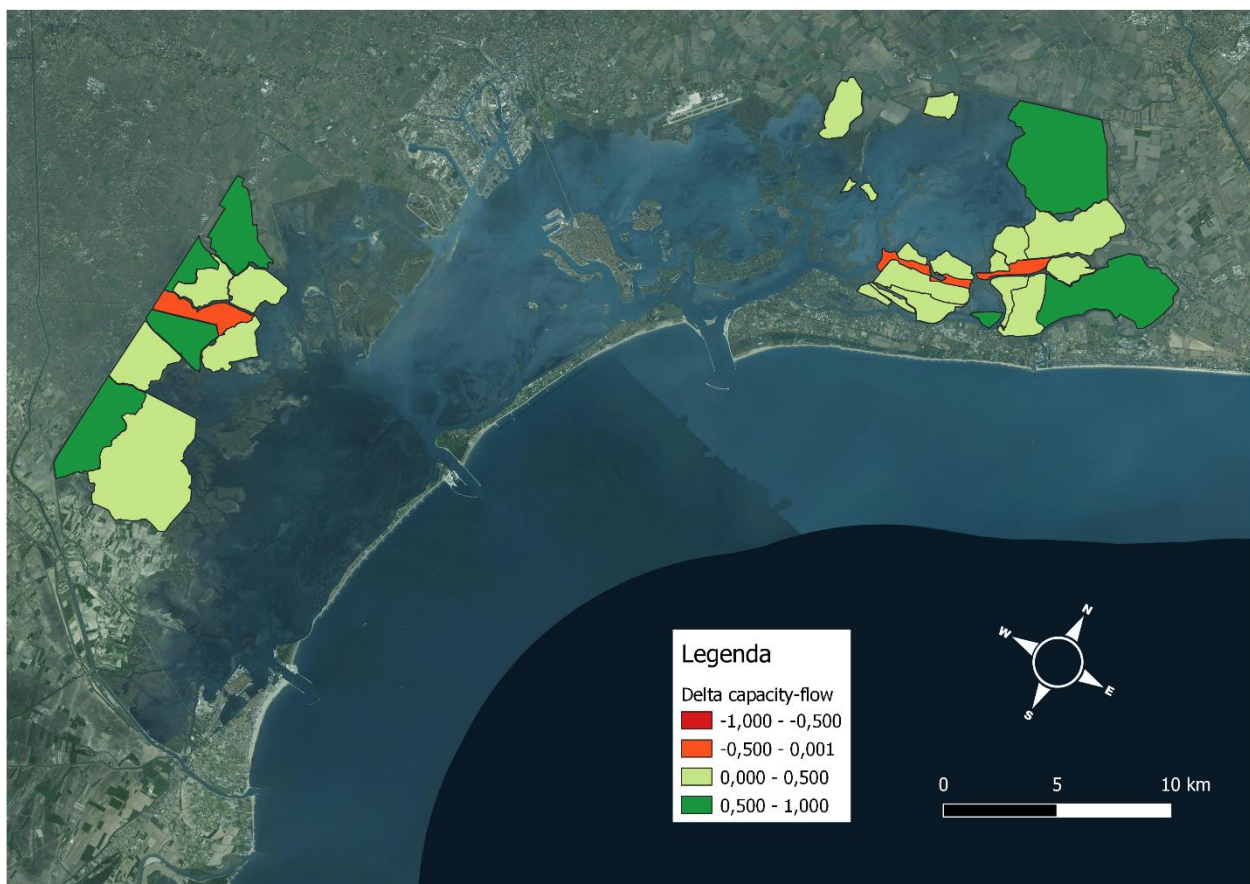 Legenda
Delta capacity-flow
-1,000 - -0,500
-0,500 - 0,001
0,000 - 0,500
0,500 - 1,000
N
W
E
S
0 5 10 km